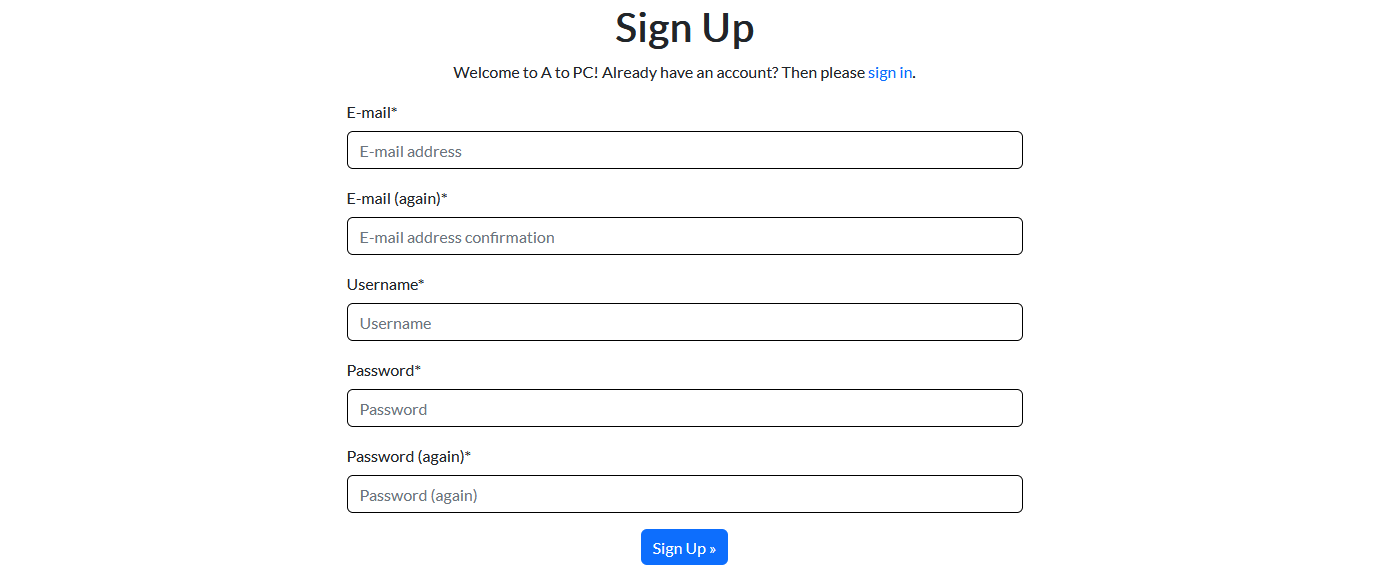 Sign Up
Welcome to A to PC! Already have an account? Then please sign in.
E-mail*
E-mail address
E-mail (again)*
E-mail address confirmation
Username*
Username
Password*
Password
Password (again)*
Password (again)
Sign Up »